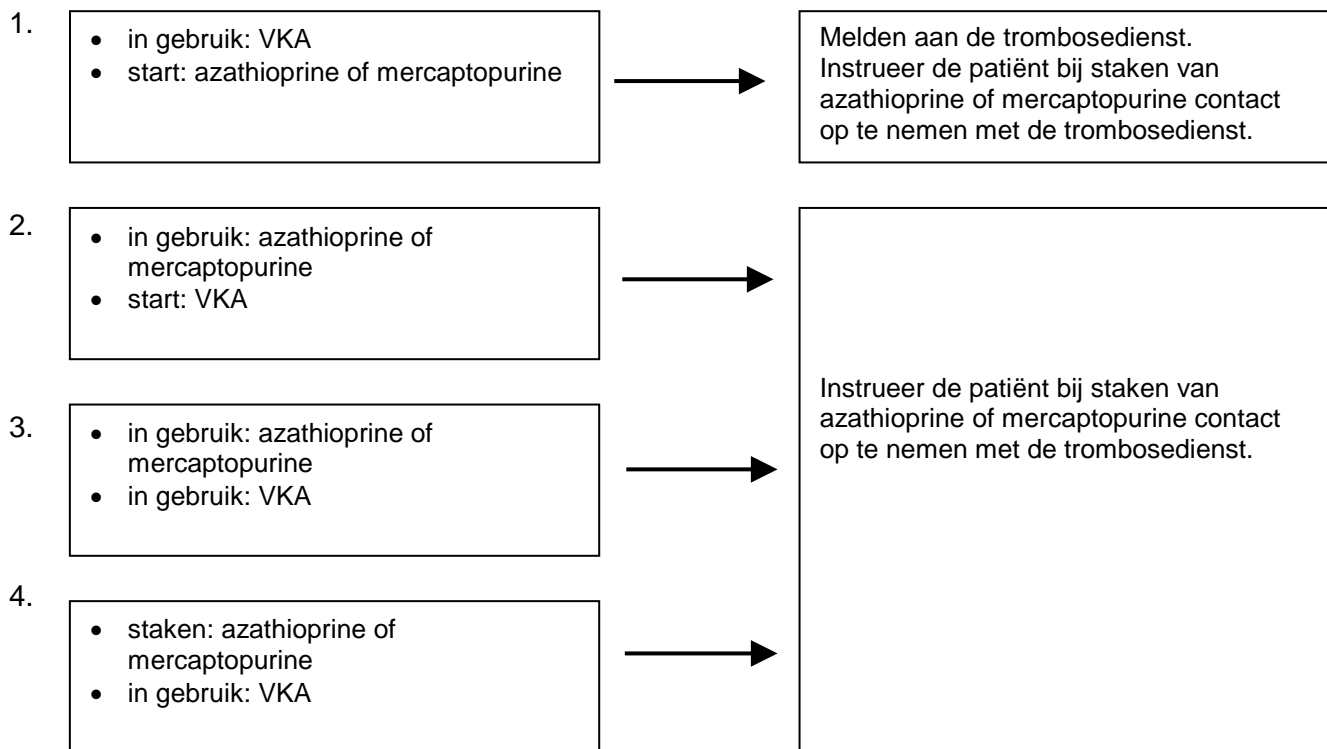 1.
• in gebruik: VKA
• start: azathioprine of mercaptopurine
Melden aan de trombosedienst.
Instrueer de patiënt bij staken van
azathioprine of mercaptopurine contact
op te nemen met de trombosedienst.
2.
• in gebruik: azathioprine of
mercaptopurine
• start: VKA
3.
• in gebruik: azathioprine of
mercaptopurine
• in gebruik: VKA
Instrueer de patiënt bij staken van
azathioprine of mercaptopurine contact
op te nemen met de trombosedienst.
4.
• staken: azathioprine of
mercaptopurine
• in gebruik: VKA